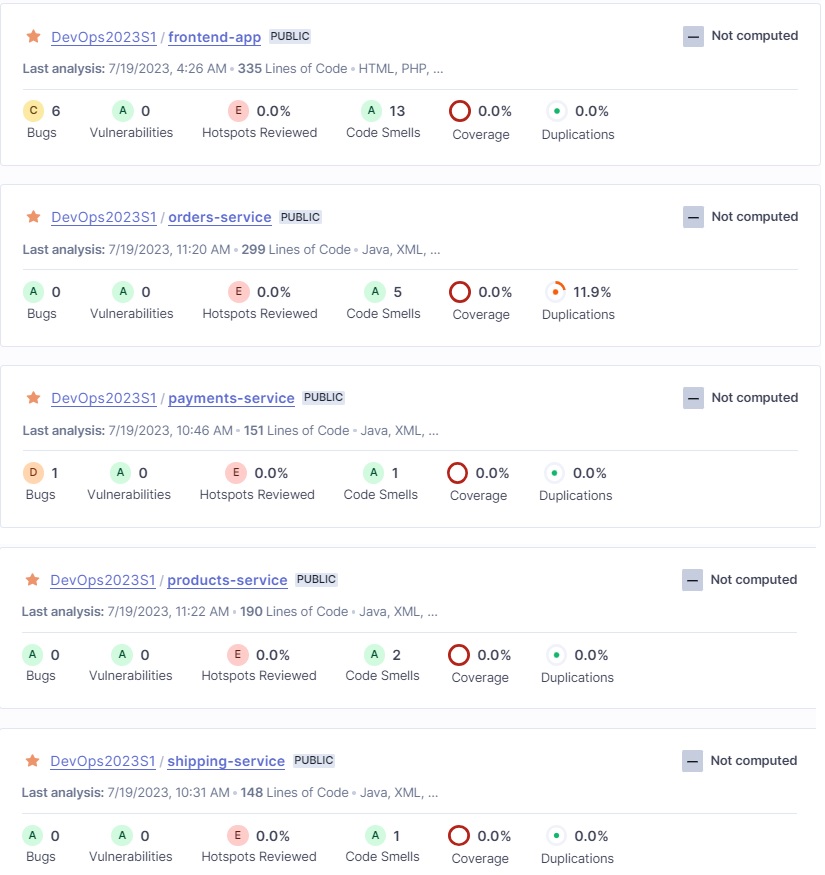 DevOps2023S1 / frontend-app PUBLIC — Not computed
Last analysis: 7/19/2023, 4:26 AM • 335 Lines of Code • HTML, PHP, ...
C 6 A 0 E 0.0% A 13 0.0% 0.0%
Bugs Vulnerabilities Hotspots Reviewed Code Smells Coverage Duplications
DevOps2023S1 / orders-service PUBLIC — Not computed
Last analysis: 7/19/2023, 11:20 AM • 299 Lines of Code • Java, XML, ...
A 0 A 0 E 0.0% A 5 0.0% 11.9%
Bugs Vulnerabilities Hotspots Reviewed Code Smells Coverage Duplications
DevOps2023S1 / payments-service PUBLIC — Not computed
Last analysis: 7/19/2023, 10:46 AM • 151 Lines of Code • Java, XML, ...
D 1 A 0 E 0.0% A 1 0.0% 0.0%
Bugs Vulnerabilities Hotspots Reviewed Code Smells Coverage Duplications
DevOps2023S1 / products-service PUBLIC — Not computed
Last analysis: 7/19/2023, 11:22 AM • 190 Lines of Code • Java, XML, ...
A 0 A 0 E 0.0% A 2 0.0% 0.0%
Bugs Vulnerabilities Hotspots Reviewed Code Smells Coverage Duplications
DevOps2023S1 / shipping-service PUBLIC — Not computed
Last analysis: 7/19/2023, 10:31 AM • 148 Lines of Code • Java, XML, ...
A 0 A 0 E 0.0% A 1 0.0% 0.0%
Bugs Vulnerabilities Hotspots Reviewed Code Smells Coverage Duplications